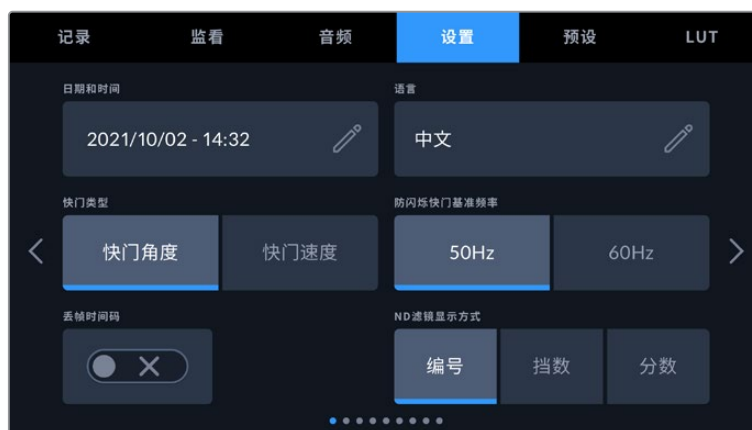 记录 监看 音频 设置 预设 LUT
日期和时间 语言
2021/10/02 - 14:32 中文
快门类型 防闪烁快门基准频率
快门角度 快门速度 50Hz 60Hz
丢帧时间码 ND滤镜显示方式
编号 挡数 分数